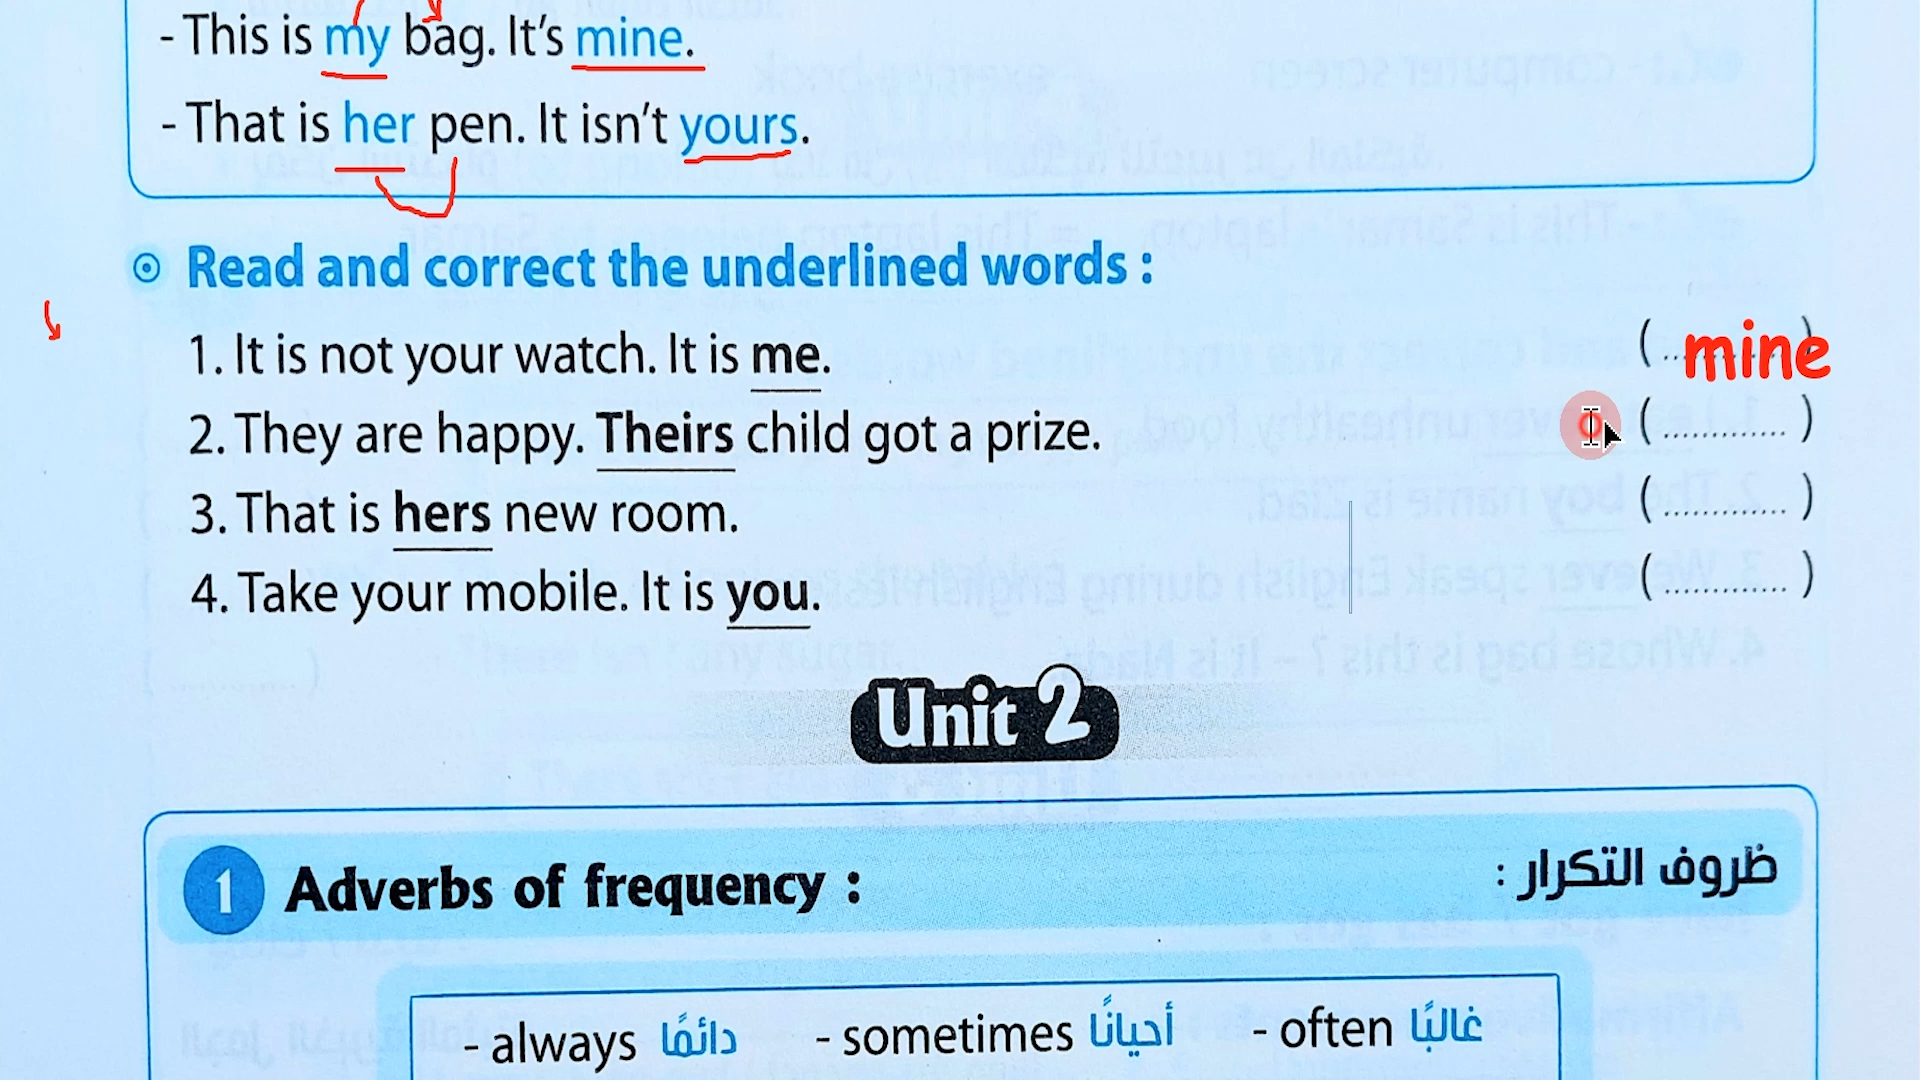 - This is my bag. It's mine.
- That is her pen. It isn't yours.
Read and correct the underlined words :
1. It is not your watch. It is me. (............) mine
2. They are happy. Theirs child got a prize. (............)
3. That is hers new room. (............)
4. Take your mobile. It is you. (............)
Unit 2
1 Adverbs of frequency : ظروف التكرار :
- always دائمًا - sometimes أحيانًا - often غالبًا